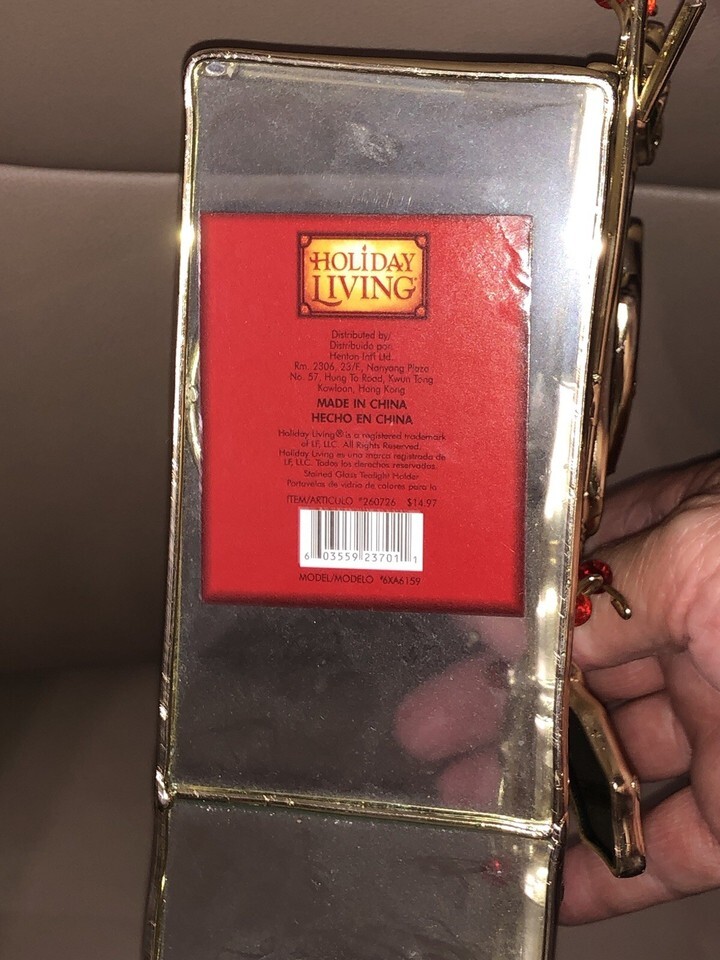 HOLIDAY
LIVING®
Distributed by/
Distribuido por:
Hentan Int'l Ltd.
Rm. 2306, 23/F, Nanyang Plaza
No. 57, Hung To Road, Kwun Tong
Kowloon, Hong Kong
MADE IN CHINA
HECHO EN CHINA
Holiday Living® is a registered trademark
of LF, LLC. All Rights Reserved.
Holiday Living es una marca registrada de
LF, LLC. Todos los derechos reservados.
Stained Glass Tealight Holder
Portavelas de vidrio de colores para la
ITEM/ARTICULO #260726 $14.97
6 03559 23701 1
MODEL/MODELO #6XA6159